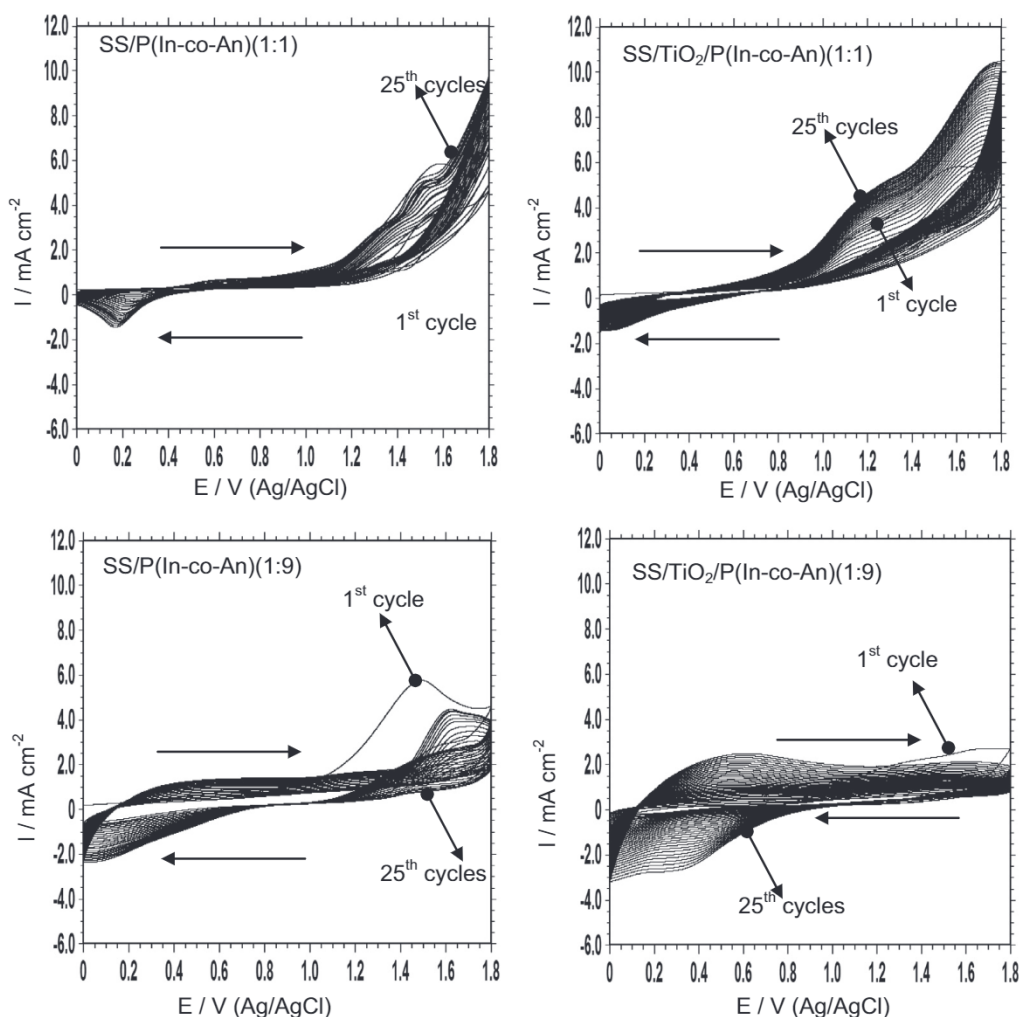 SS/P(In-co-An)(1:1)
25th cycles
1st cycle
I / mA cm-2
12.0
10.0
8.0
6.0
4.0
2.0
0
-2.0
-4.0
-6.0
0 0.2 0.4 0.6 0.8 1.0 1.2 1.4 1.6 1.8
E / V (Ag/AgCl)
SS/TiO2/P(In-co-An)(1:1)
25th cycles
1st cycle
I / mA cm-2
12.0
10.0
8.0
6.0
4.0
2.0
0
-2.0
-4.0
-6.0
0 0.2 0.4 0.6 0.8 1.0 1.2 1.4 1.6 1.8
E / V (Ag/AgCl)
SS/P(In-co-An)(1:9)
1st cycle
25th cycles
I / mA cm-2
12.0
10.0
8.0
6.0
4.0
2.0
0
-2.0
-4.0
-6.0
0 0.2 0.4 0.6 0.8 1.0 1.2 1.4 1.6 1.8
E / V (Ag/AgCl)
SS/TiO2/P(In-co-An)(1:9)
1st cycle
25th cycles
I / mA cm-2
12.0
10.0
8.0
6.0
4.0
2.0
0
-2.0
-4.0
-6.0
0 0.2 0.4 0.6 0.8 1.0 1.2 1.4 1.6 1.8
E / V (Ag/AgCl)